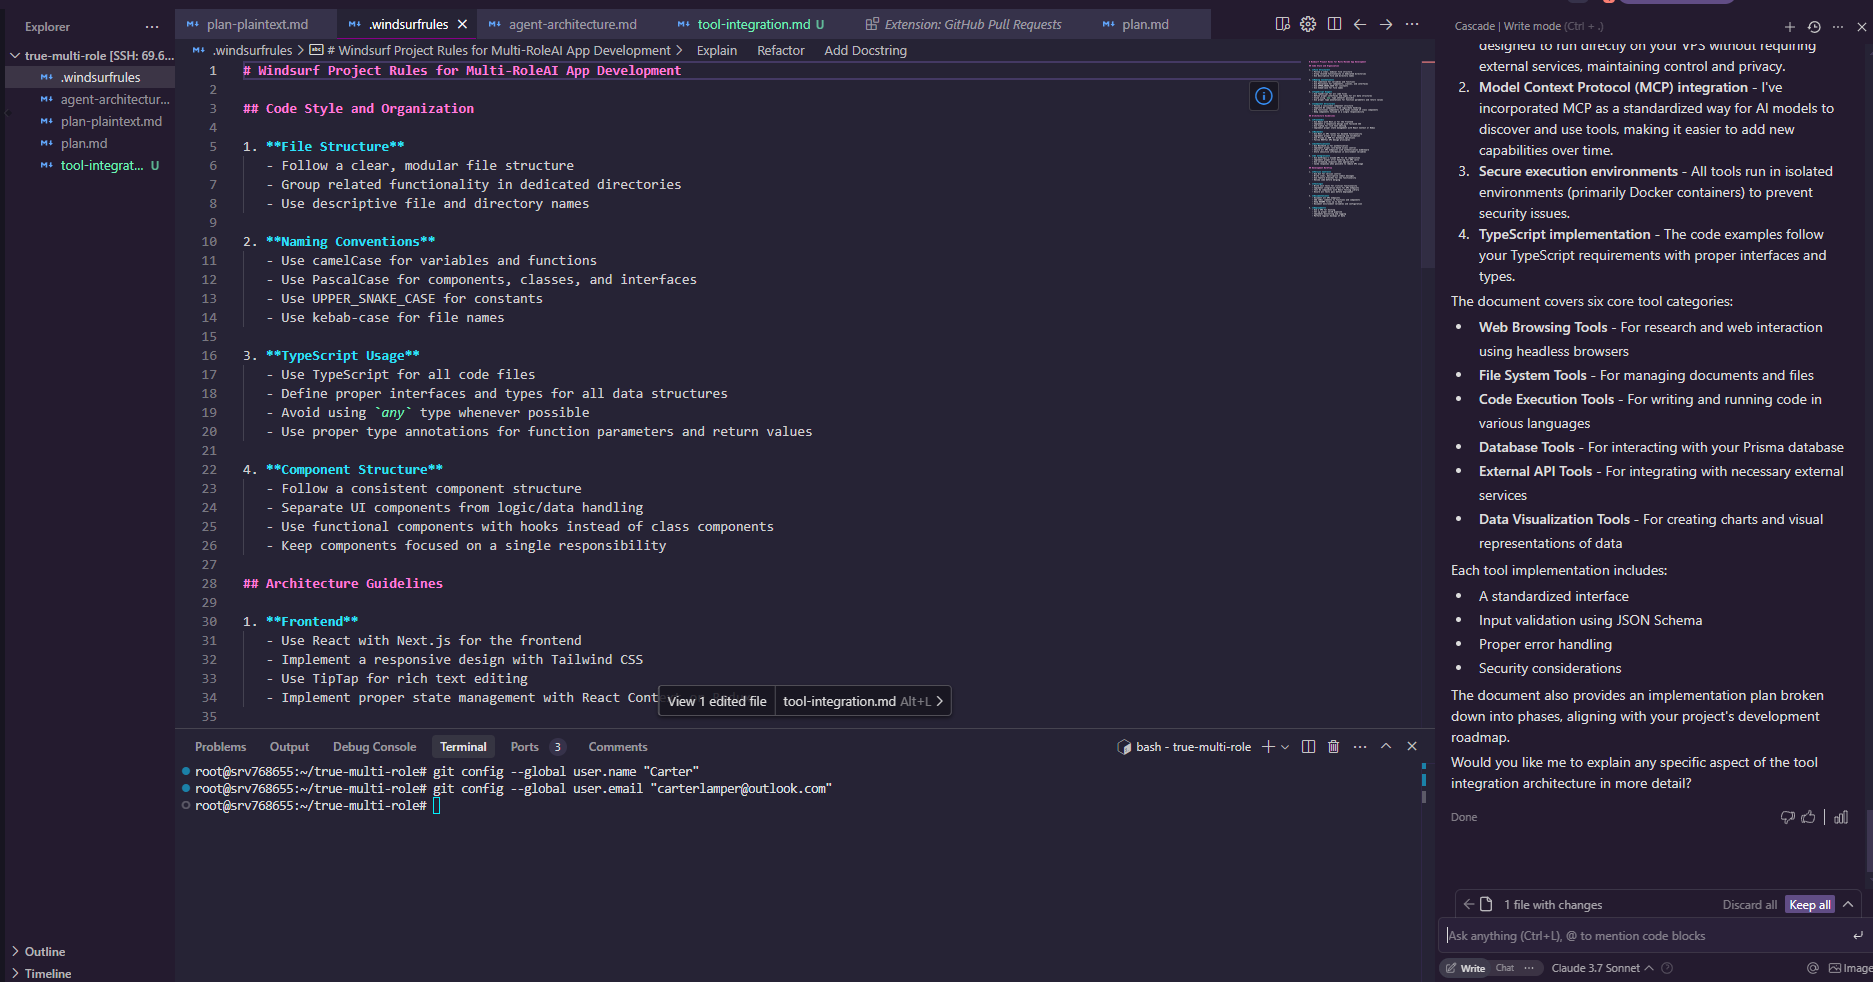 Explorer
true-multi-role [SSH: 69.6...
.windsurfrules
agent-architectur...
plan-plaintext.md
plan.md
tool-integrat... U
Outline
Timeline
plan-plaintext.md
.windsurfrules
agent-architecture.md
tool-integration.md U
Extension: GitHub Pull Requests
plan.md
.windsurfrules > # Windsurf Project Rules for Multi-RoleAI App Development > Explain Refactor Add Docstring
1 # Windsurf Project Rules for Multi-RoleAI App Development
2
3 ## Code Style and Organization
4
5 1. **File Structure**
6 - Follow a clear, modular file structure
7 - Group related functionality in dedicated directories
8 - Use descriptive file and directory names
9
10 2. **Naming Conventions**
11 - Use camelCase for variables and functions
12 - Use PascalCase for components, classes, and interfaces
13 - Use UPPER_SNAKE_CASE for constants
14 - Use kebab-case for file names
15
16 3. **TypeScript Usage**
17 - Use TypeScript for all code files
18 - Define proper interfaces and types for all data structures
19 - Avoid using `any` type whenever possible
20 - Use proper type annotations for function parameters and return values
21
22 4. **Component Structure**
23 - Follow a consistent component structure
24 - Separate UI components from logic/data handling
25 - Use functional components with hooks instead of class components
26 - Keep components focused on a single responsibility
27
28 ## Architecture Guidelines
29
30 1. **Frontend**
31 - Use React with Next.js for the frontend
32 - Implement a responsive design with Tailwind CSS
33 - Use TipTap for rich text editing
34 - Implement proper state management with React Cont
35
View 1 edited file tool-integration.md Alt+L >
Problems Output Debug Console Terminal Ports 3 Comments
bash - true-multi-role
root@srv768655:~/true-multi-role# git config --global user.name "Carter"
root@srv768655:~/true-multi-role# git config --global user.email "carterlamper@outlook.com"
root@srv768655:~/true-multi-role#
Cascade | Write mode (Ctrl + .)
designed to run directly on your VPS without requiring
external services, maintaining control and privacy.
2. Model Context Protocol (MCP) integration - I've
incorporated MCP as a standardized way for AI models to
discover and use tools, making it easier to add new
capabilities over time.
3. Secure execution environments - All tools run in isolated
environments (primarily Docker containers) to prevent
security issues.
4. TypeScript implementation - The code examples follow
your TypeScript requirements with proper interfaces and
types.
The document covers six core tool categories:
• Web Browsing Tools - For research and web interaction
using headless browsers
• File System Tools - For managing documents and files
• Code Execution Tools - For writing and running code in
various languages
• Database Tools - For interacting with your Prisma database
• External API Tools - For integrating with necessary external
services
• Data Visualization Tools - For creating charts and visual
representations of data
Each tool implementation includes:
• A standardized interface
• Input validation using JSON Schema
• Proper error handling
• Security considerations
The document also provides an implementation plan broken
down into phases, aligning with your project's development
roadmap.
Would you like me to explain any specific aspect of the tool
integration architecture in more detail?
Done
1 file with changes Discard all Keep all
Ask anything (Ctrl+L), @ to mention code blocks
Write Chat ... Claude 3.7 Sonnet
Image